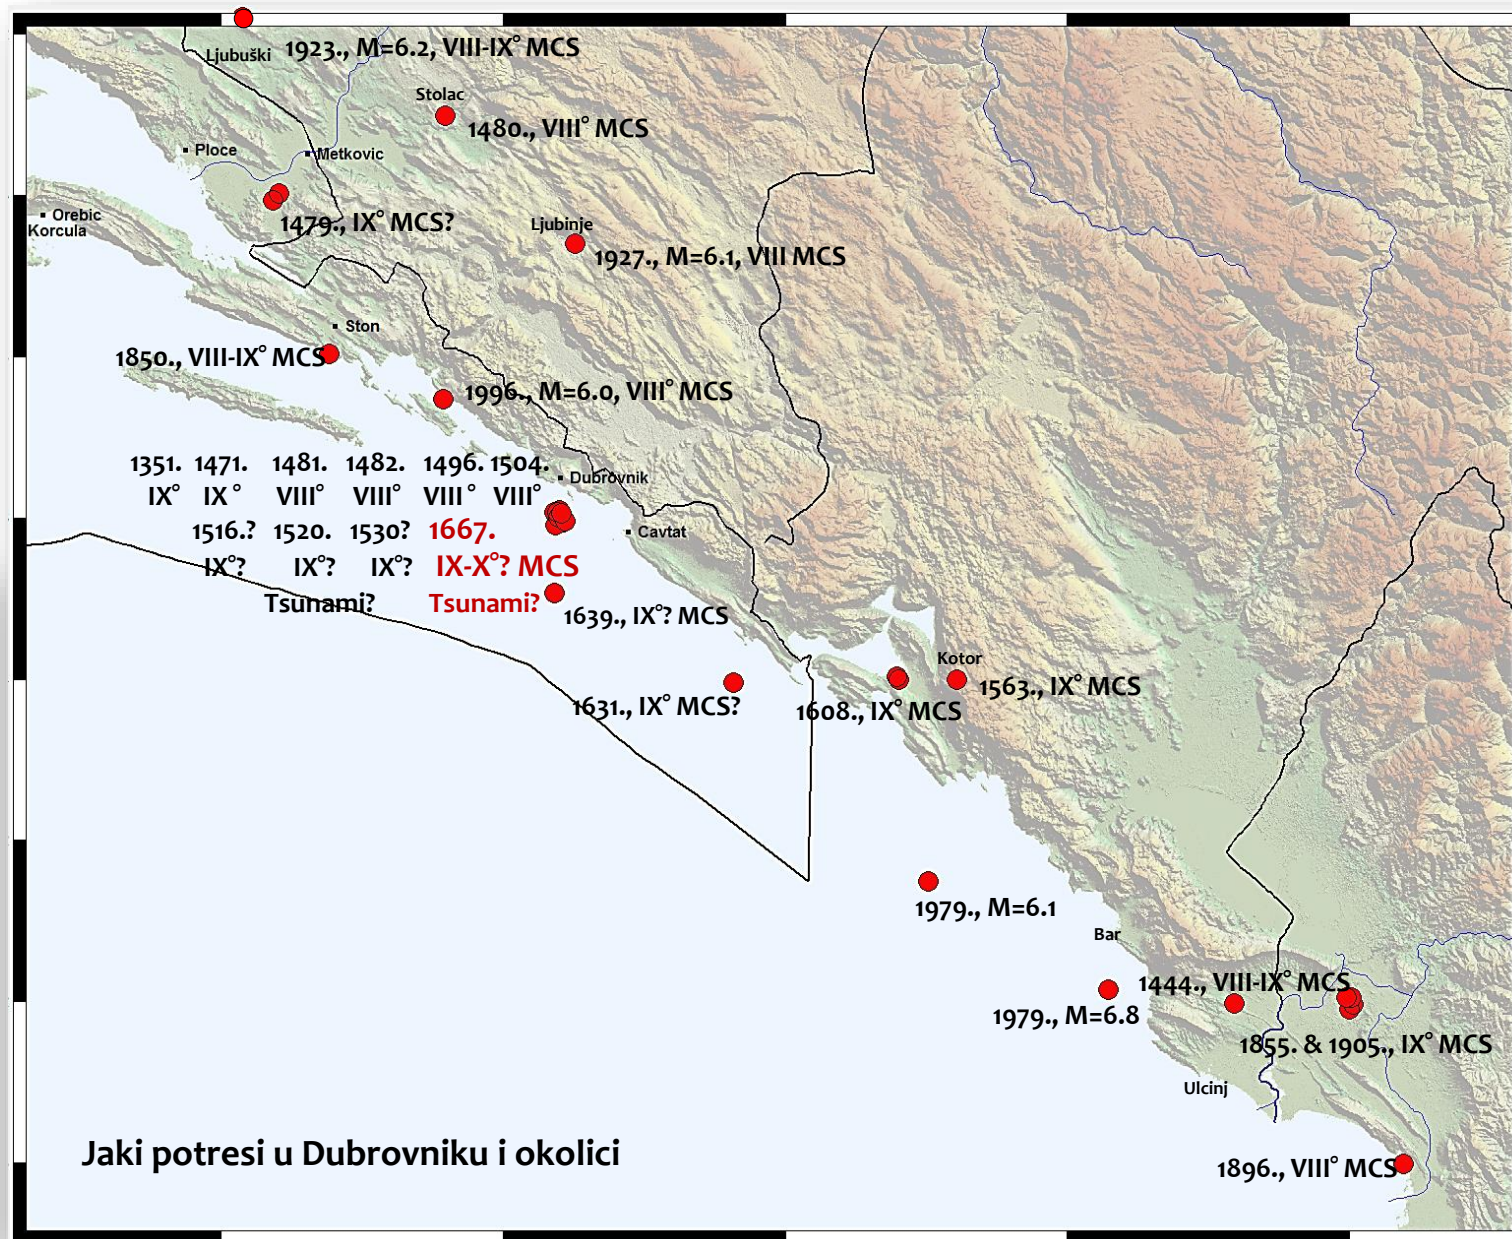 1923., M=6.2, VIII-IX° MCS
Ljubuški
Stolac
1480., VIII° MCS
Ploce
Metkovic
Orebic
Korcula
1479., IX° MCS?
Ljubinje
1927., M=6.1, VIII MCS
Ston
1850., VIII-IX° MCS
1996., M=6.0, VIII° MCS
1351. 1471. 1481. 1482. 1496. 1504.
IX° IX ° VIII° VIII° VIII ° VIII°
Dubrovnik
1516.? 1520. 1530? 1667.
Cavtat
IX°? IX°? IX°? IX-X°? MCS
Tsunami? Tsunami?
1639., IX°? MCS
Kotor
1563., IX° MCS
1631., IX° MCS?
1608., IX° MCS
1979., M=6.1
Bar
1444., VIII-IX° MCS
1979., M=6.8
1855. & 1905., IX° MCS
Ulcinj
Jaki potresi u Dubrovniku i okolici
1896., VIII° MCS